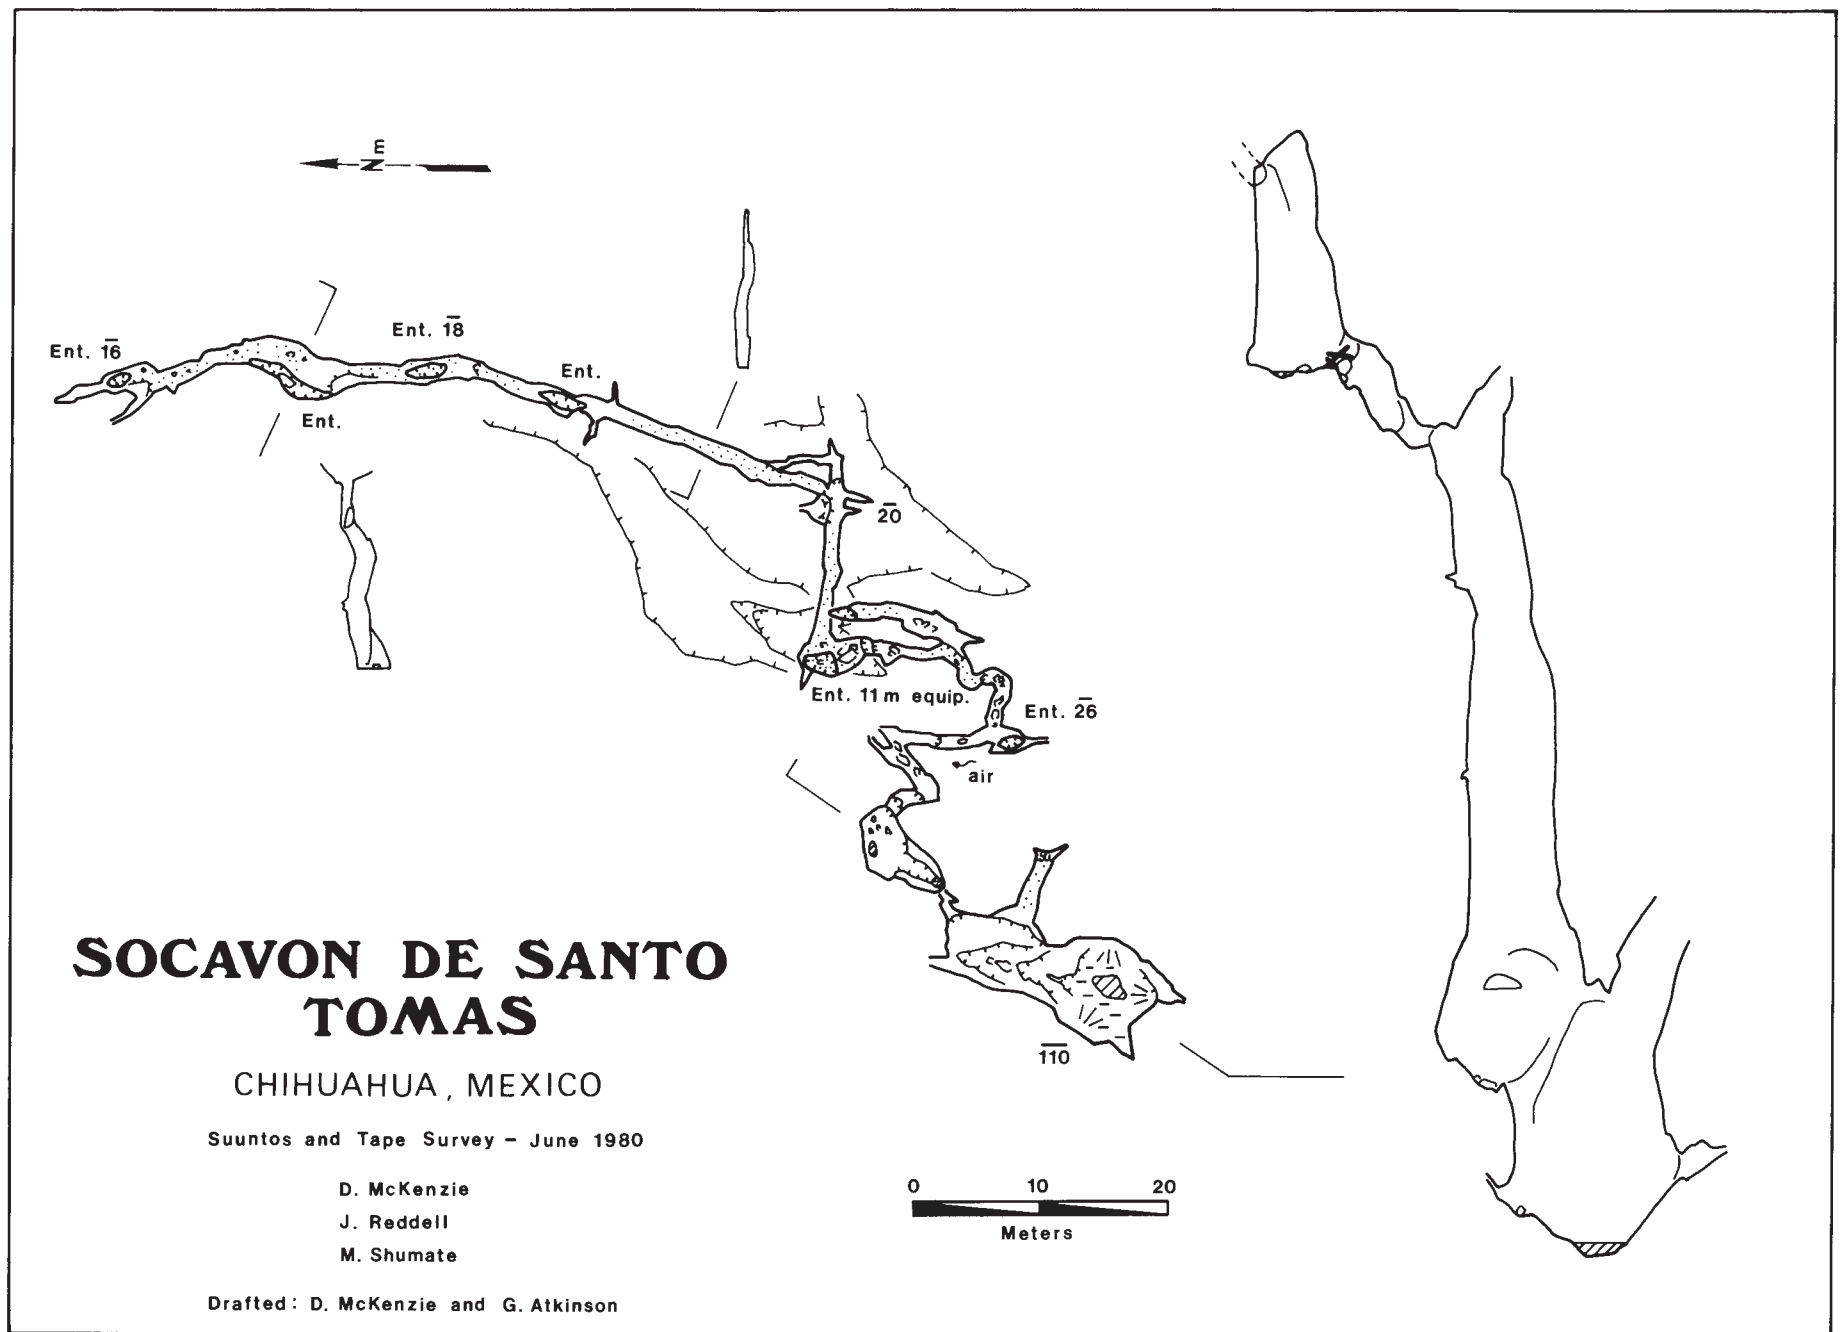 N m
Ent. 16
Ent. 18
Ent.
Ent.
20
Ent. 11 m equip.
Ent. 26
air
110
SOCAVON DE SANTO
TOMAS
CHIHUAHUA, MEXICO
Suuntos and Tape Survey – June 1980
D. McKenzie
J. Reddell
M. Shumate
Drafted: D. McKenzie and G. Atkinson
0 10 20
Meters